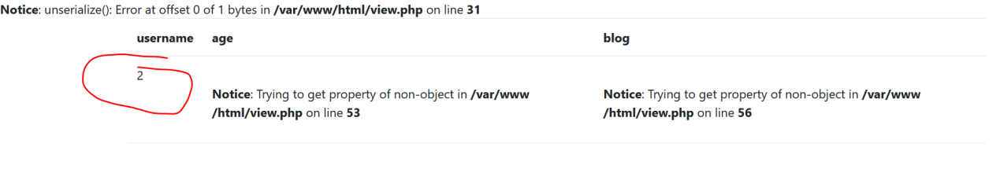 Notice: unserialize(): Error at offset 0 of 1 bytes in /var/www/html/view.php on line 31
username age blog
2
Notice: Trying to get property of non-object in /var/www
/html/view.php on line 53
Notice: Trying to get property of non-object in /var/www
/html/view.php on line 56